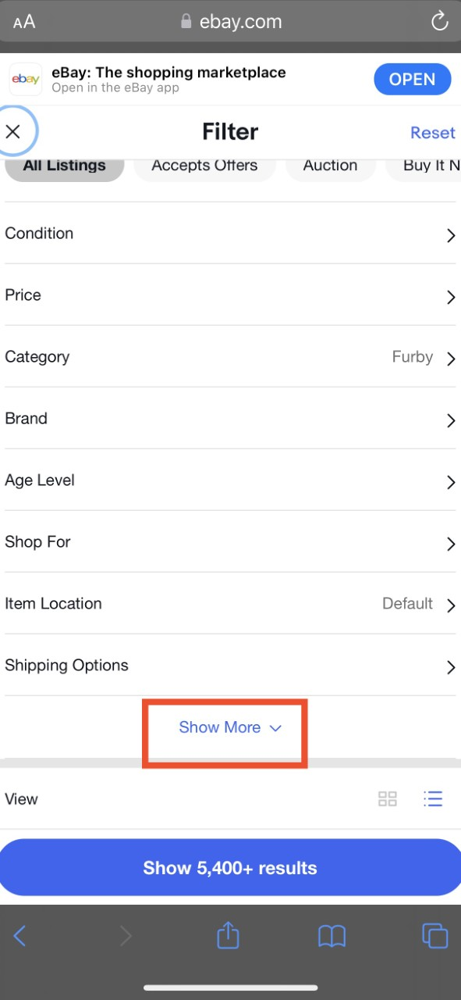 AA
ebay.com
ebay
eBay: The shopping marketplace
Open in the eBay app
OPEN
Filter
Reset
All Listings
Accepts Offers
Auction
Buy It N
Condition
Price
Category
Furby
Brand
Age Level
Shop For
Item Location
Default
Shipping Options
Show More
View
Show 5,400+ results